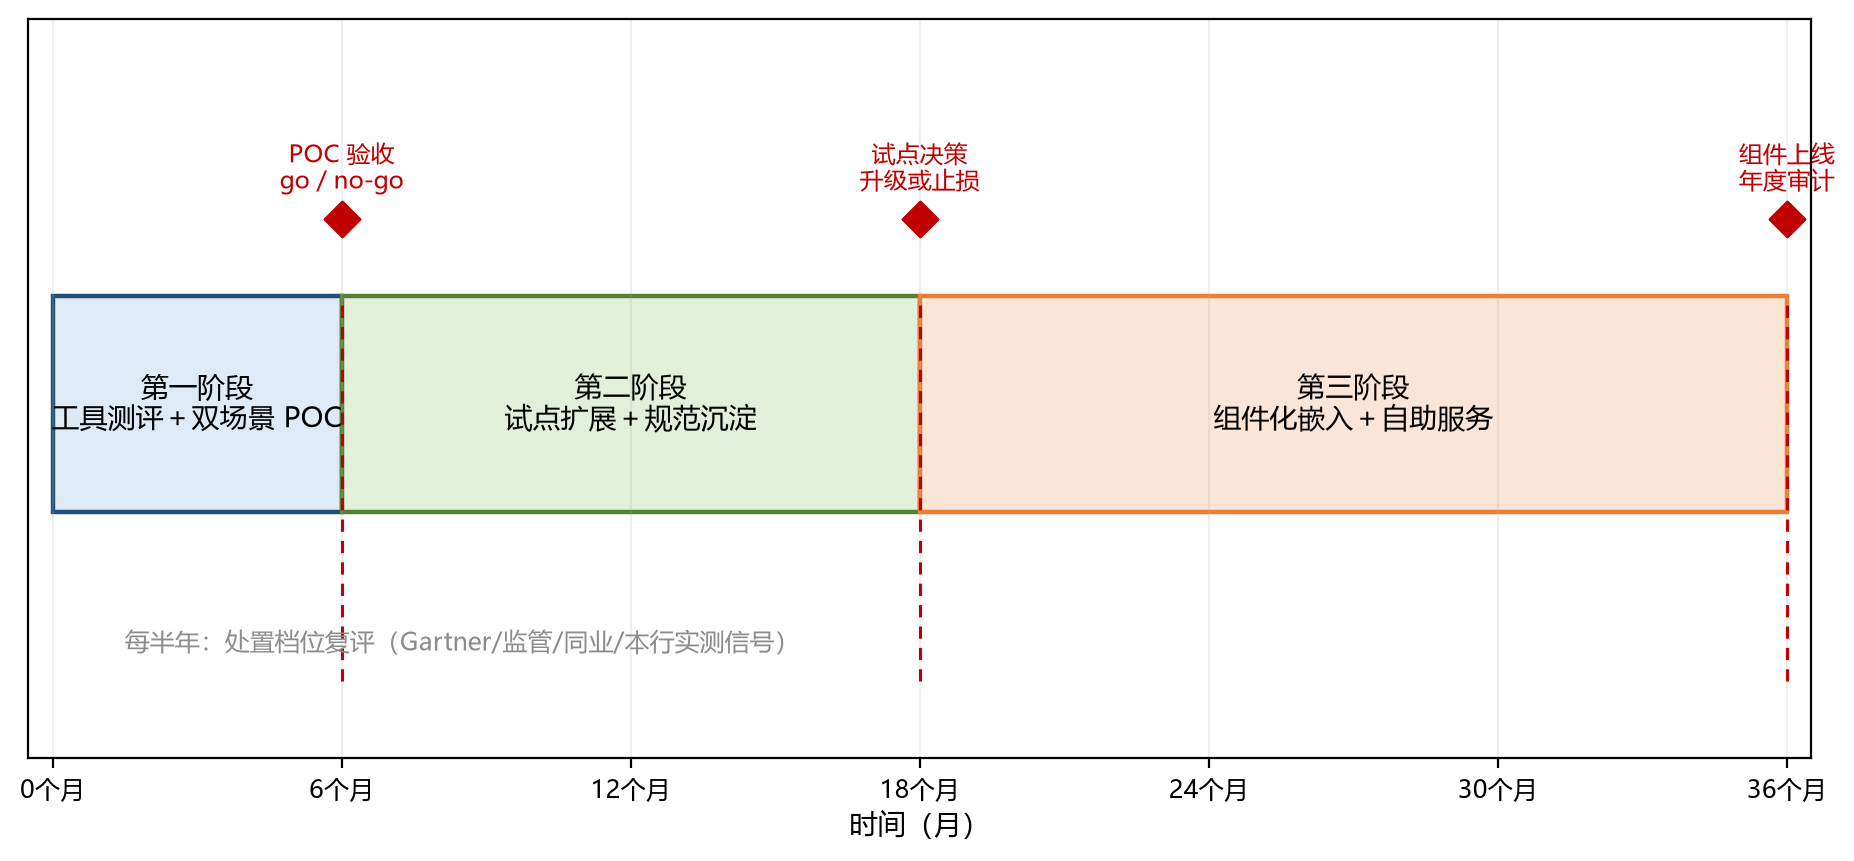 POC 验收
go / no-go
试点决策
升级或止损
组件上线
年度审计
第一阶段
工具测评 + 双场景 POC
第二阶段
试点扩展 + 规范沉淀
第三阶段
组件化嵌入 + 自助服务
每半年：处置档位复评（Gartner/监管/同业/本行实测信号）
0个月
6个月
12个月
18个月
24个月
30个月
36个月
时间（月）